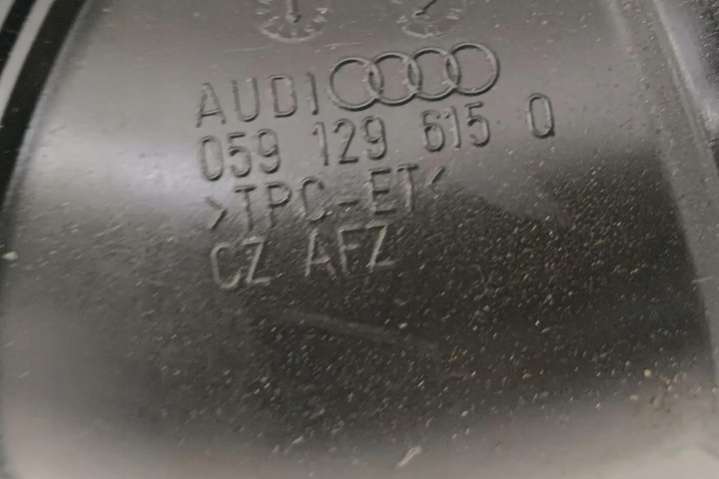 AUDI
059 129 615 Q
>TPC-ET<
CZ AFZ